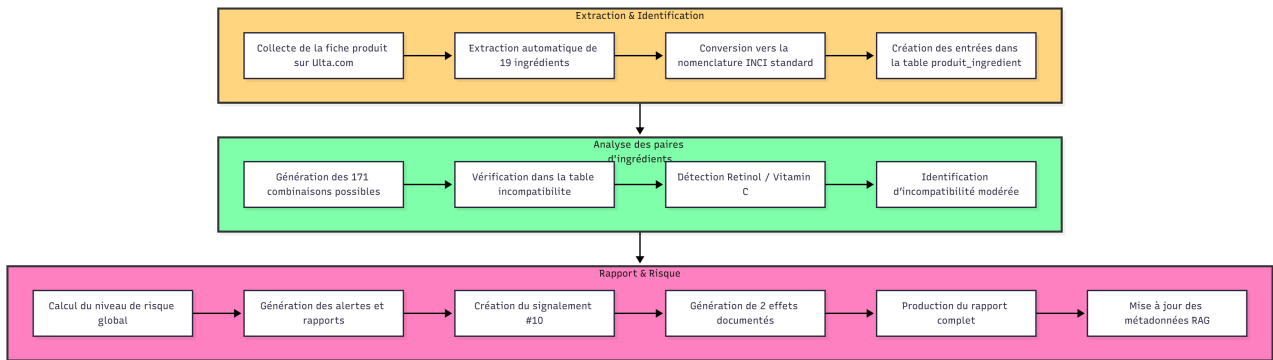 Extraction & Identification
Collecte de la fiche produit
sur Ulta.com
Extraction automatique de
19 ingrédients
Conversion vers la
nomenclature INCI standard
Création des entrées dans
la table produit_ingredient
Analyse des paires
d'ingrédients
Génération des 171
combinaisons possibles
Vérification dans la table
incompatibilite
Détection Retinol / Vitamin
C
Identification
d'incompatibilité modérée
Rapport & Risque
Calcul du niveau de risque
global
Génération des alertes et
rapports
Création du signalement
#10
Génération de 2 effets
documentés
Production du rapport
complet
Mise à jour des
métadonnées RAG